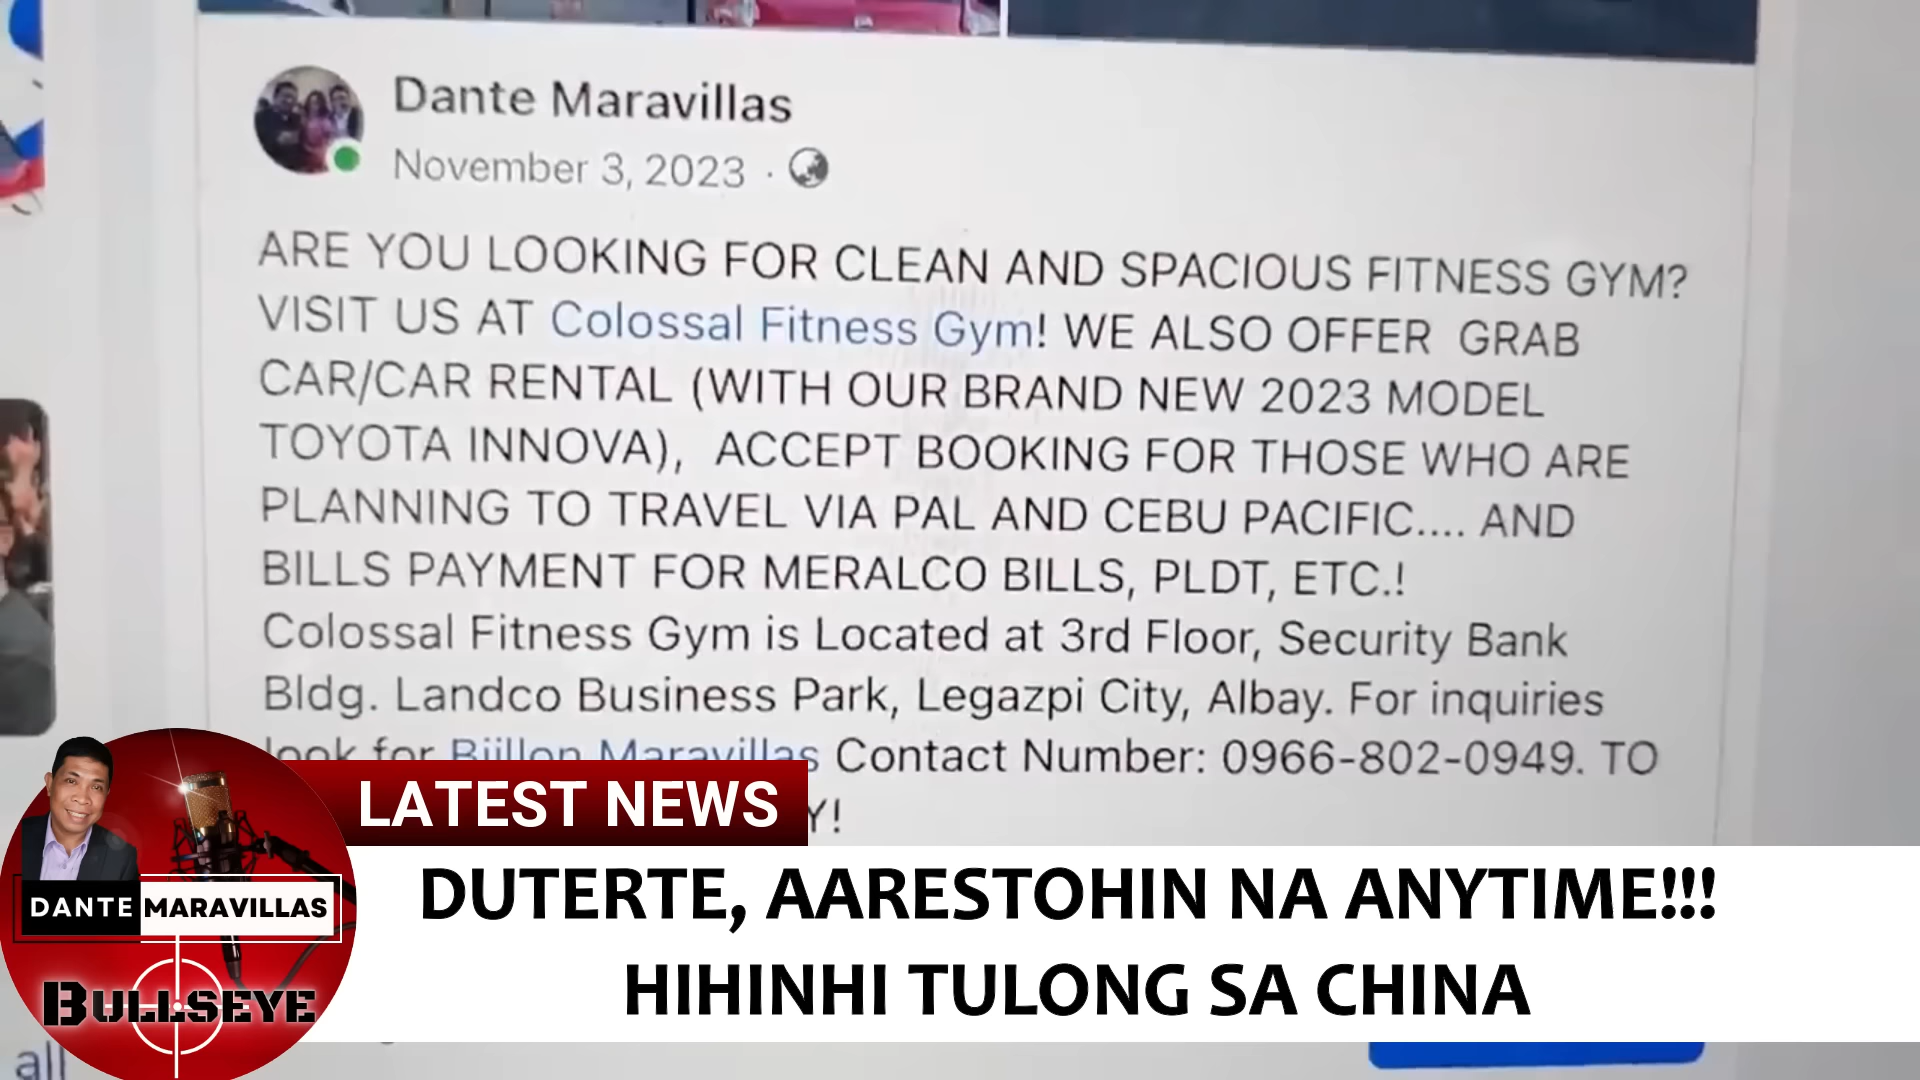 Dante Maravillas
November 3, 2023 ·
ARE YOU LOOKING FOR CLEAN AND SPACIOUS FITNESS GYM?
VISIT US AT Colossal Fitness Gym! WE ALSO OFFER GRAB
CAR/CAR RENTAL (WITH OUR BRAND NEW 2023 MODEL
TOYOTA INNOVA), ACCEPT BOOKING FOR THOSE WHO ARE
PLANNING TO TRAVEL VIA PAL AND CEBU PACIFIC.... AND
BILLS PAYMENT FOR MERALCO BILLS, PLDT, ETC.!
Colossal Fitness Gym is Located at 3rd Floor, Security Bank
Bldg. Landco Business Park, Legazpi City, Albay. For inquiries
look for Maravillas Contact Number: 0966-802-0949. TO
Y!
LATEST NEWS
DUTERTE, AARESTOHIN NA ANYTIME!!!
HIHINHI TULONG SA CHINA
DANTE MARAVILLAS
BULLSEYE
all